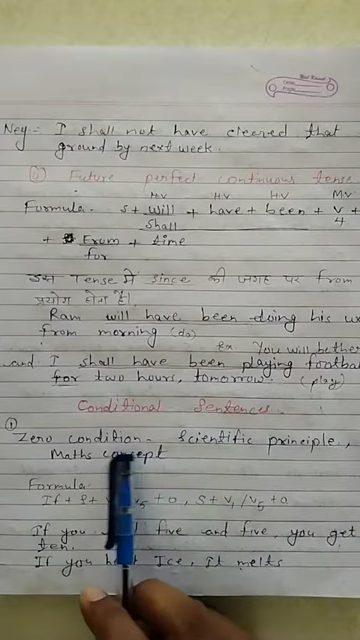 Neg:- I shall not have cleared that
ground by next week.
Future perfect continuous tense
HV HV HV MV
Formula- S+ will + have + been + V +
shall 4
+ From + time
for
इस Tense में since की जगह पर from
प्रयोग होता है।
Ram will have been doing his
from morning (do)
Ex You will be
and I shall have been playing
for two hours, tomorrow. (play)
Conditional Sentences
①
Zero condition- Scientific principle,
Maths concept
Formula-
If + S+ V5 + O, S+ V1/V5 +O
If you five and five, you get
ten.
If you Ice, It melts